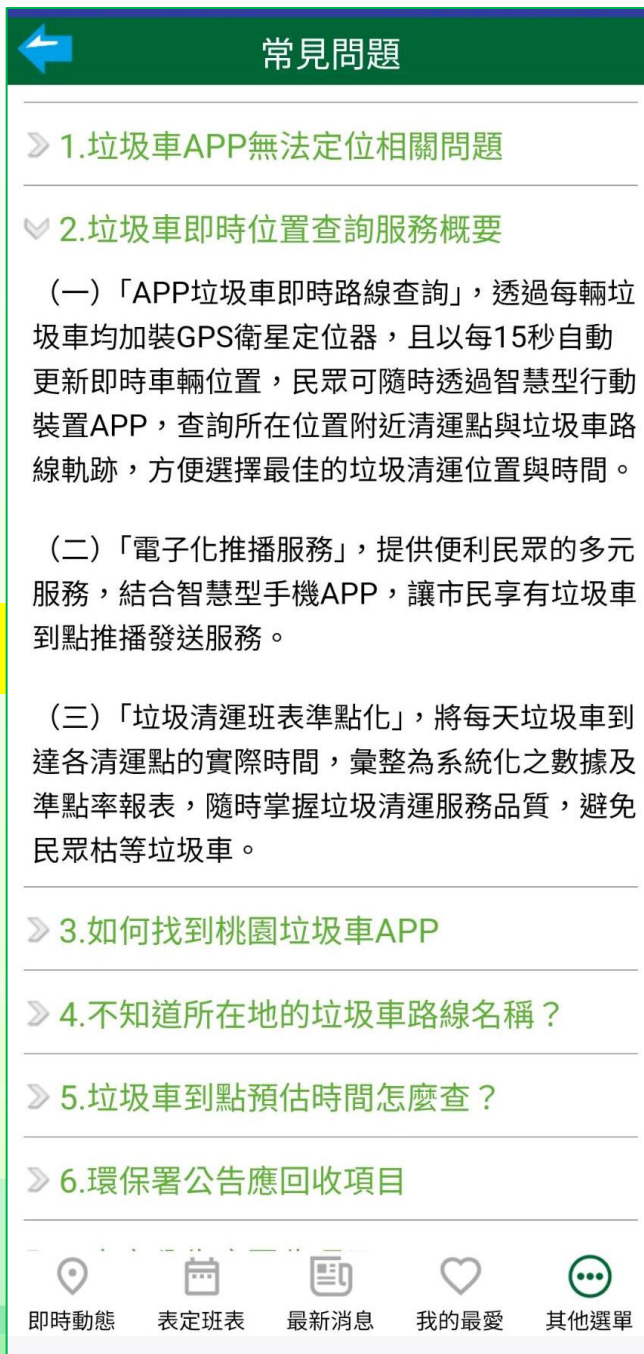 常見問題
1.垃圾車APP無法定位相關問題
2.垃圾車即時位置查詢服務概要
（一）「APP垃圾車即時路線查詢」，透過每輛垃
圾車均加裝GPS衛星定位器，且以每15秒自動
更新即時車輛位置，民眾可隨時透過智慧型行動
裝置APP，查詢所在位置附近清運點與垃圾車路
線軌跡，方便選擇最佳的垃圾清運位置與時間。
（二）「電子化推播服務」，提供便利民眾的多元
服務，結合智慧型手機APP，讓市民享有垃圾車
到點推播發送服務。
（三）「垃圾清運班表準點化」，將每天垃圾車到
達各清運點的實際時間，彙整為系統化之數據及
準點率報表，隨時掌握垃圾清運服務品質，避免
民眾枯等垃圾車。
3.如何找到桃園垃圾車APP
4.不知道所在地的垃圾車路線名稱？
5.垃圾車到點預估時間怎麼查？
6.環保署公告應回收項目
即時動態 表定班表 最新消息 我的最愛 其他選單